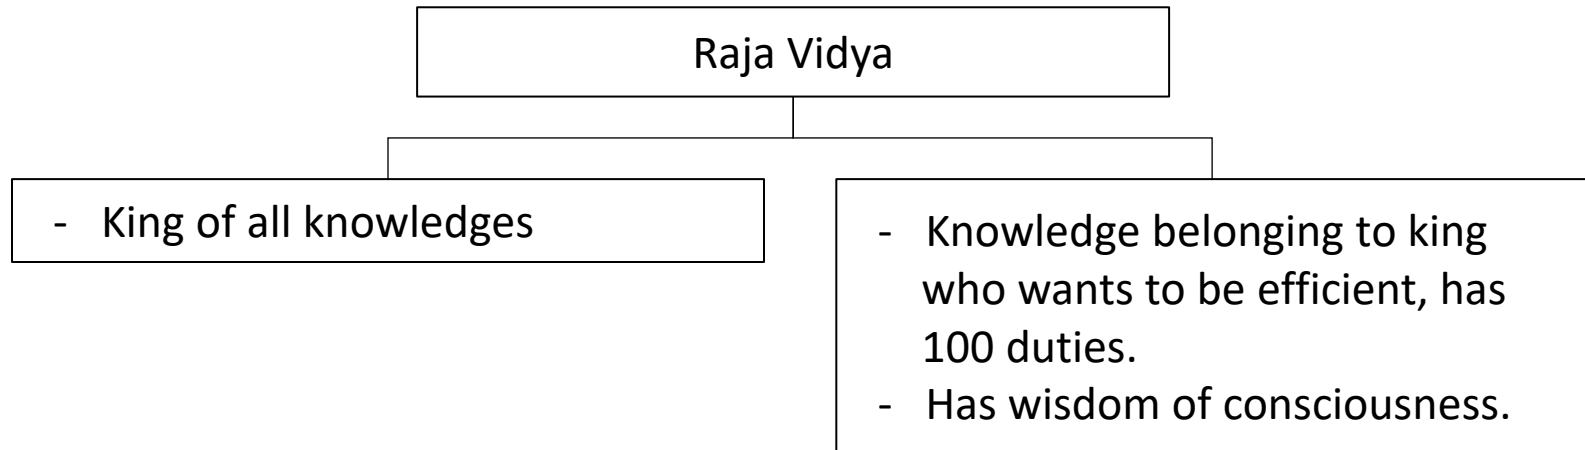 Raja Vidya
- King of all knowledges
- Knowledge belonging to king
who wants to be efficient, has
100 duties.
- Has wisdom of consciousness.